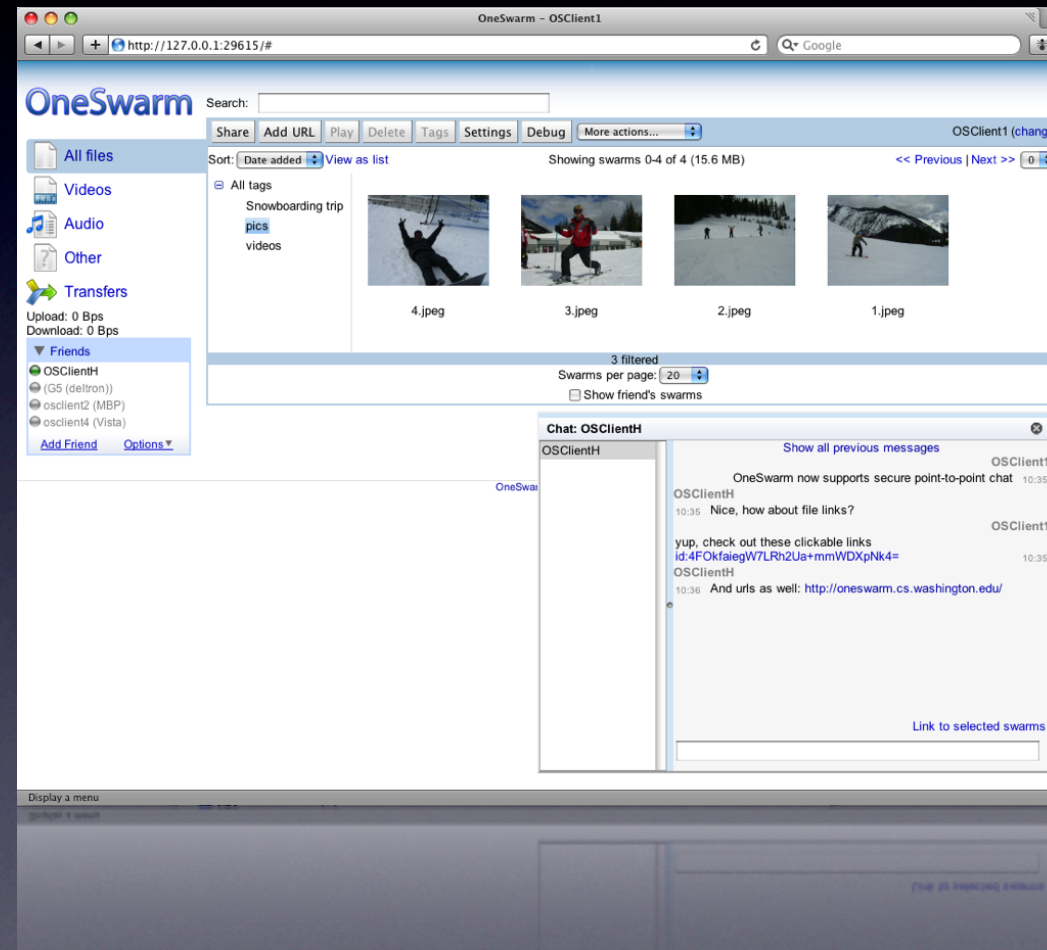 OneSwarm – OSClient1
http://127.0.0.1:29615/#
Google
OneSwarm
Search:
Share Add URL Play Delete Tags Settings Debug More actions... OSClient1 (chang
All files
Videos
Audio
Other
Transfers
Upload: 0 Bps
Download: 0 Bps
Friends
OSClientH
(G5 (deltron))
osclient2 (MBP)
osclient4 (Vista)
Add Friend Options
Sort: Date added View as list Showing swarms 0-4 of 4 (15.6 MB) << Previous | Next >> 0
All tags
Snowboarding trip
pics
videos
4.jpeg 3.jpeg 2.jpeg 1.jpeg
3 filtered
Swarms per page: 20
Show friend's swarms
OneSwar
Chat: OSClientH
OSClientH
Show all previous messages
OSClient1
OneSwarm now supports secure point-to-point chat 10:35
OSClientH
10:35 Nice, how about file links?
OSClient1
yup, check out these clickable links
id:4FOkfaiegW7LRh2Ua+mmWDXpNk4= 10:35
OSClientH
10:36 And urls as well: http://oneswarm.cs.washington.edu/
Link to selected swarms
Display a menu